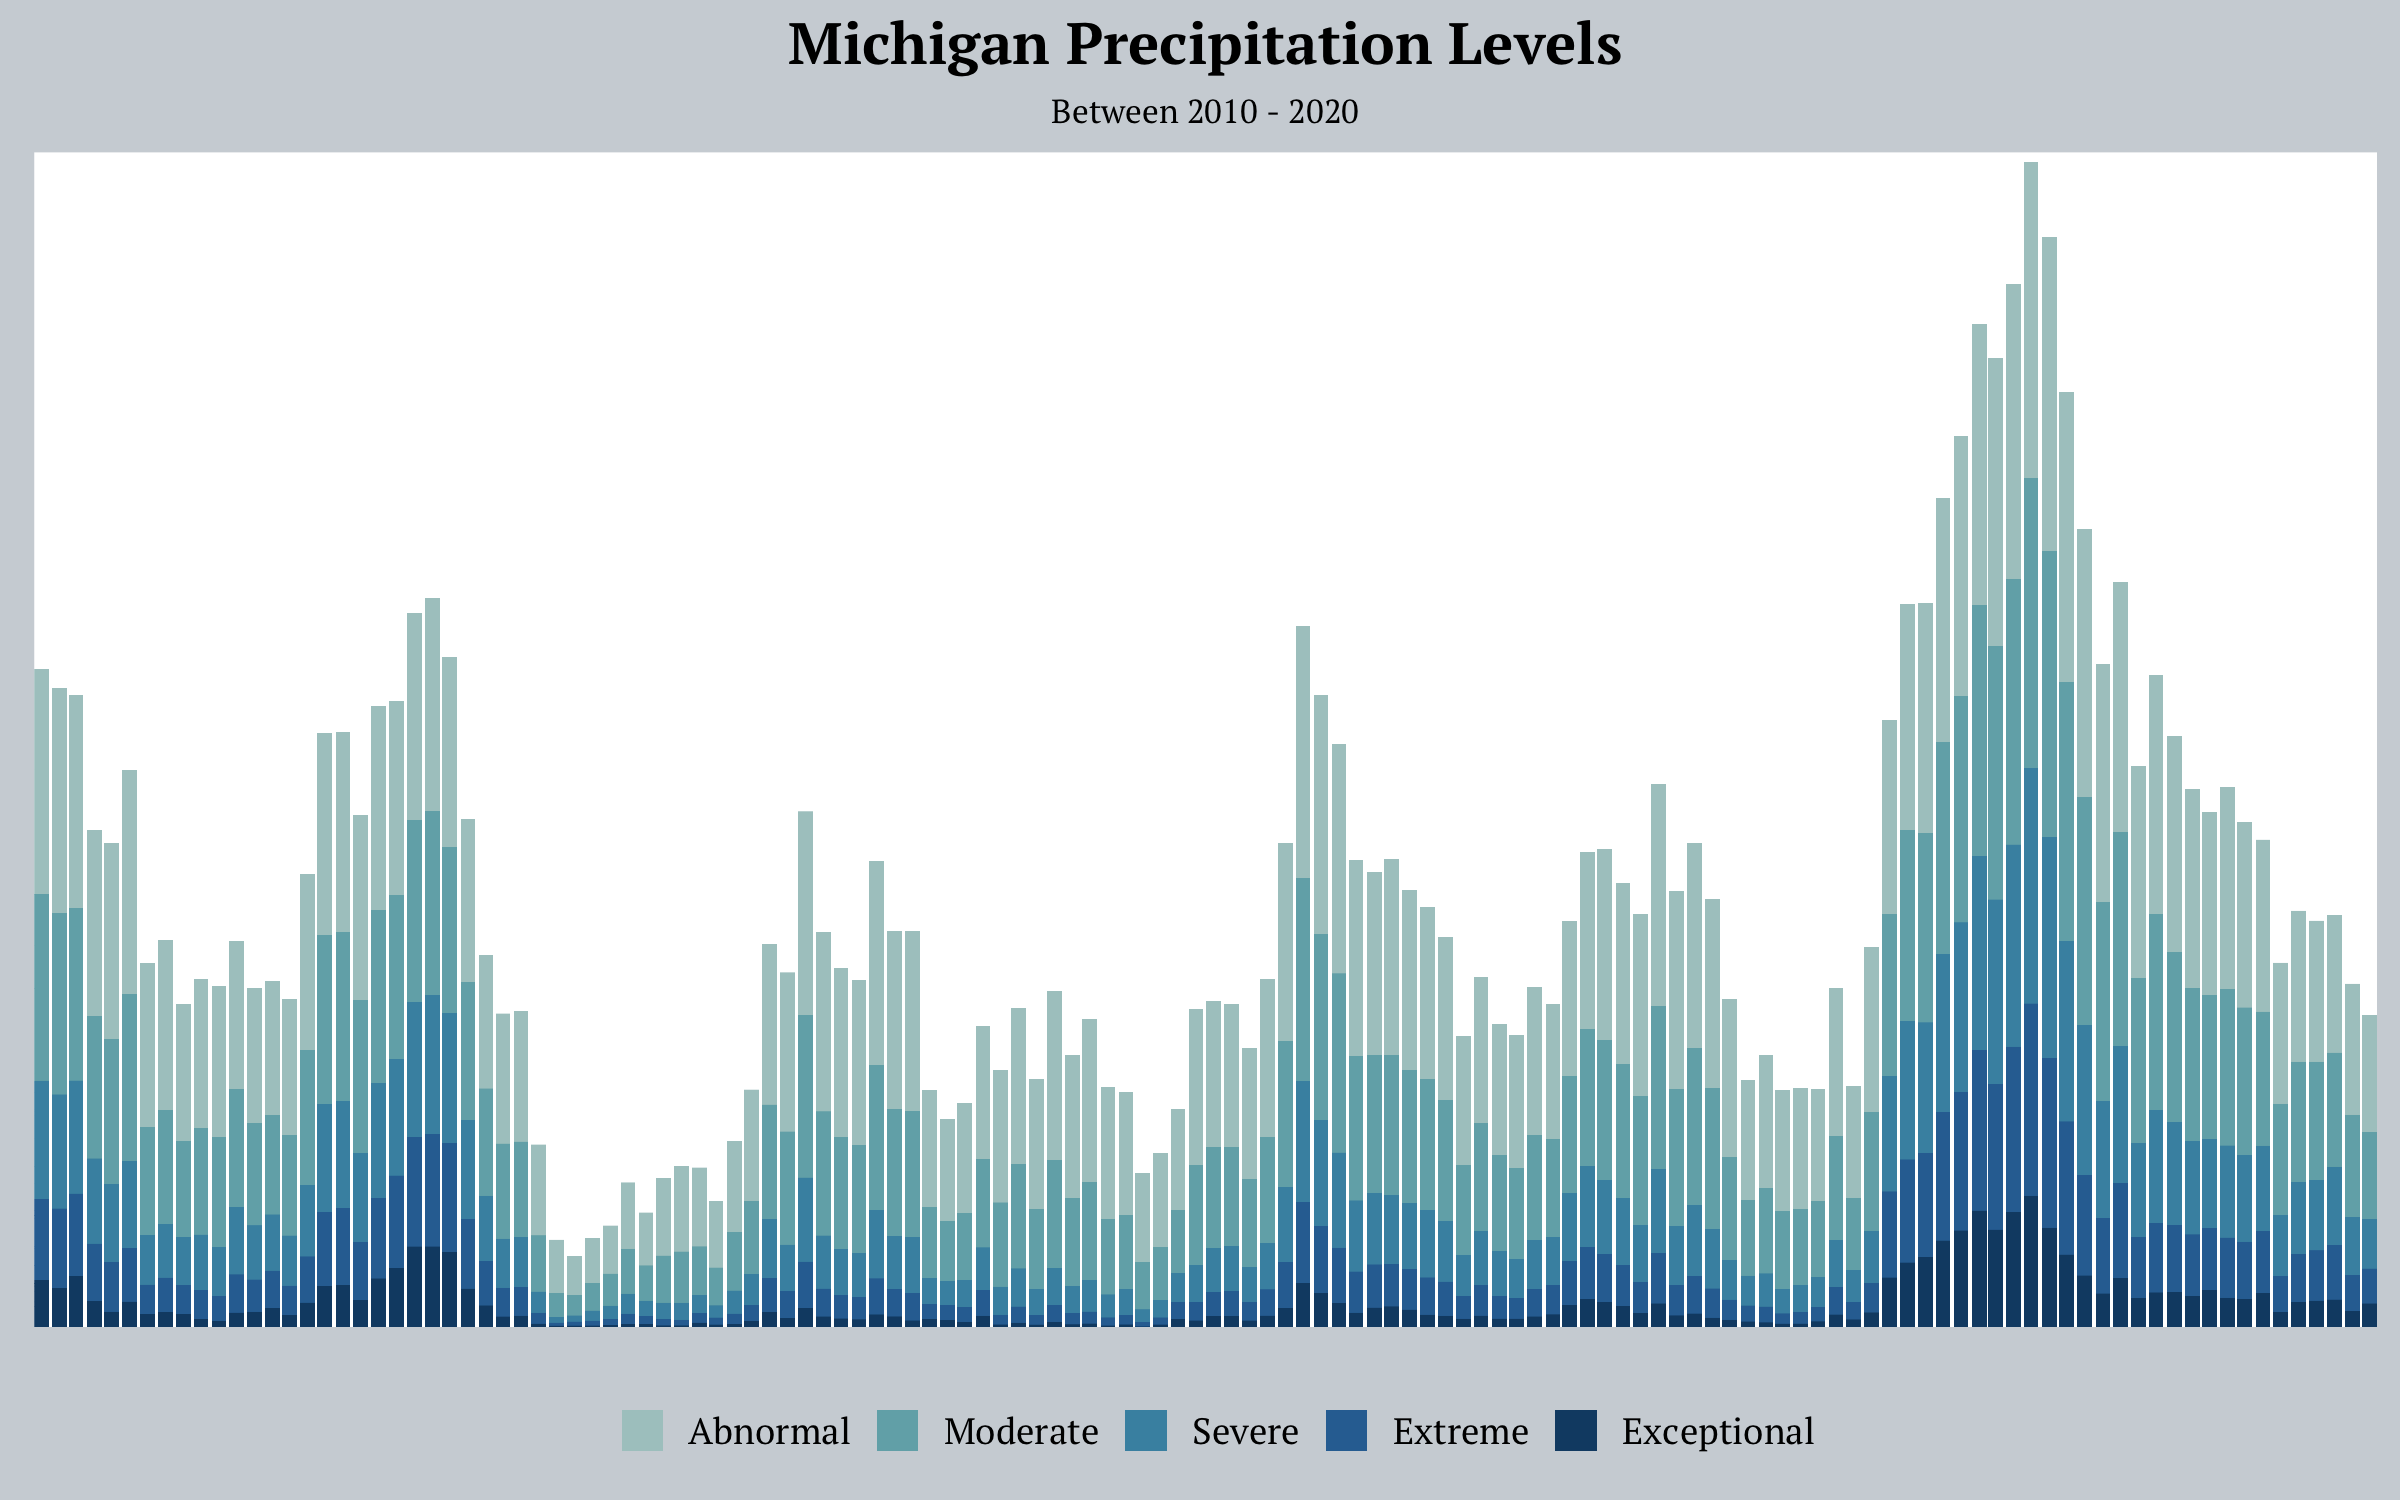 Michigan Precipitation Levels
Between 2010 - 2020
Abnormal Moderate Severe Extreme Exceptional